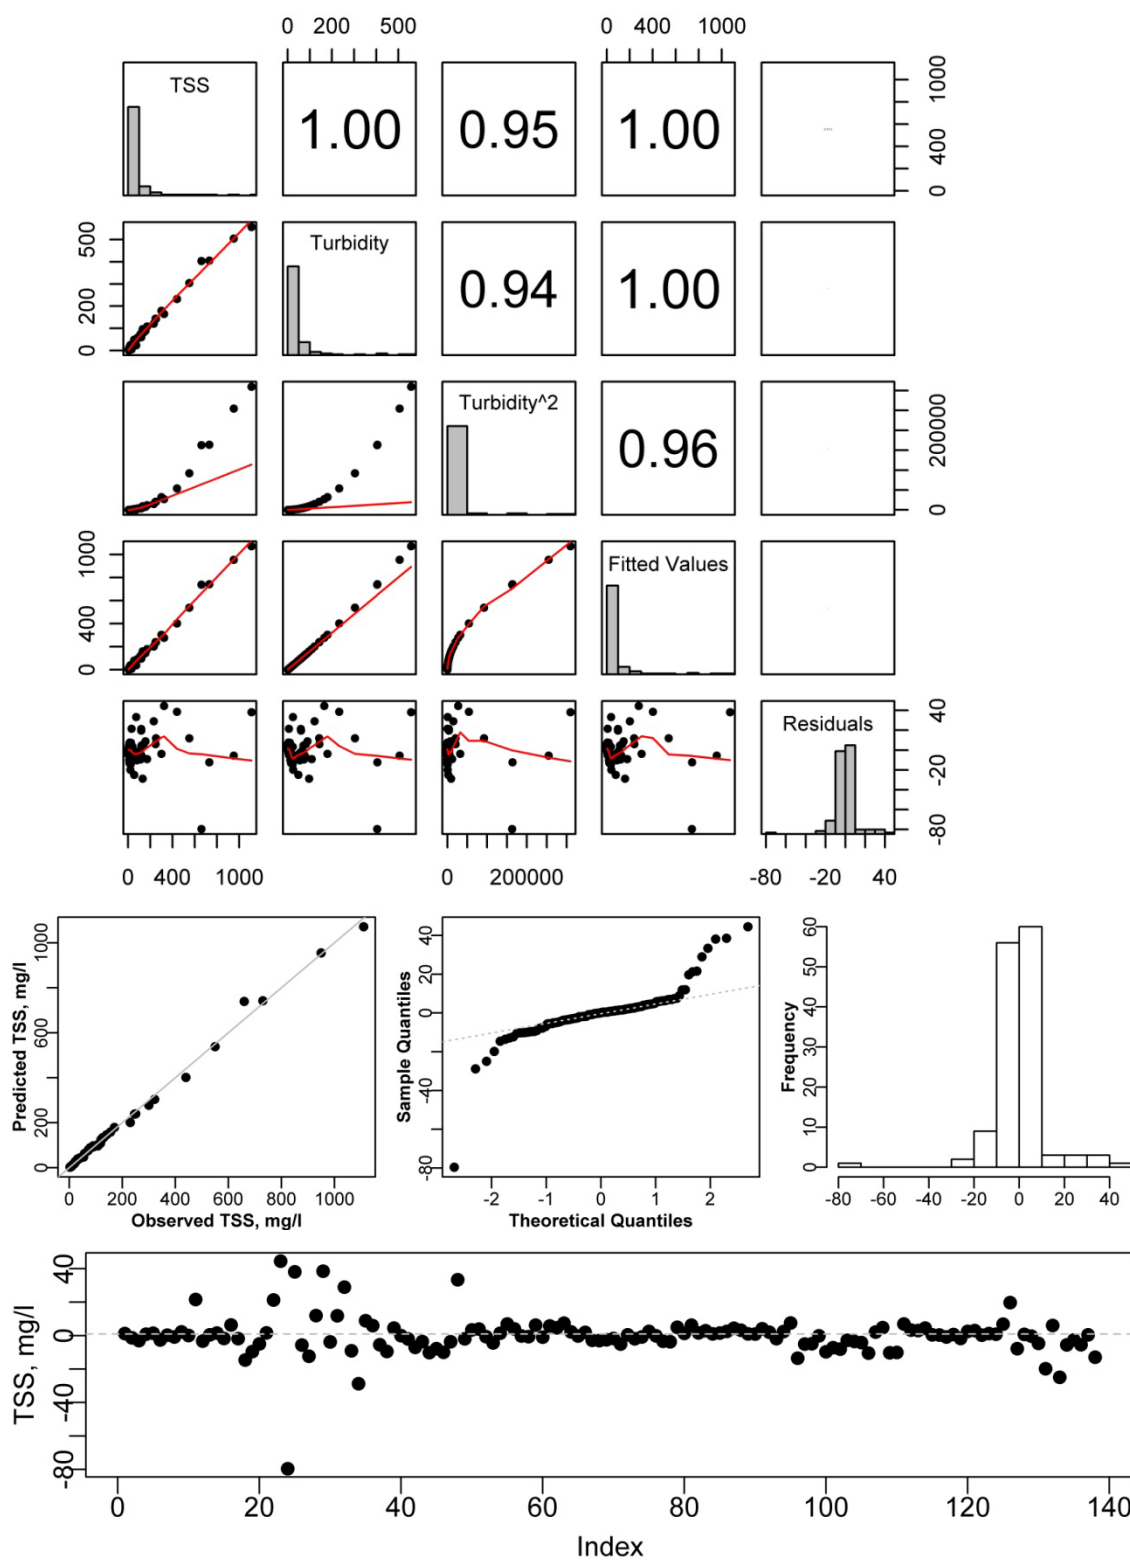 0 200 500
0 400 1000
TSS
1.00
0.95
1.00
0 400 1000
0 200 500
Turbidity
0.94
1.00
Turbidity^2
0.96
0 200000
0 400 1000
Fitted Values
Residuals
-80 -20 40
0 400 1000
0 200000
-80 -20 40
Predicted TSS, mg/l
0 200 600 1000
0 200 400 600 800 1000
Observed TSS, mg/l
Sample Quantiles
-80 -40 0 20 40
-2 -1 0 1 2
Theoretical Quantiles
Frequency
0 10 20 30 40 50 60
-80 -60 -40 -20 0 20 40
TSS, mg/l
-80 -40 0 40
0 20 40 60 80 100 120 140
Index